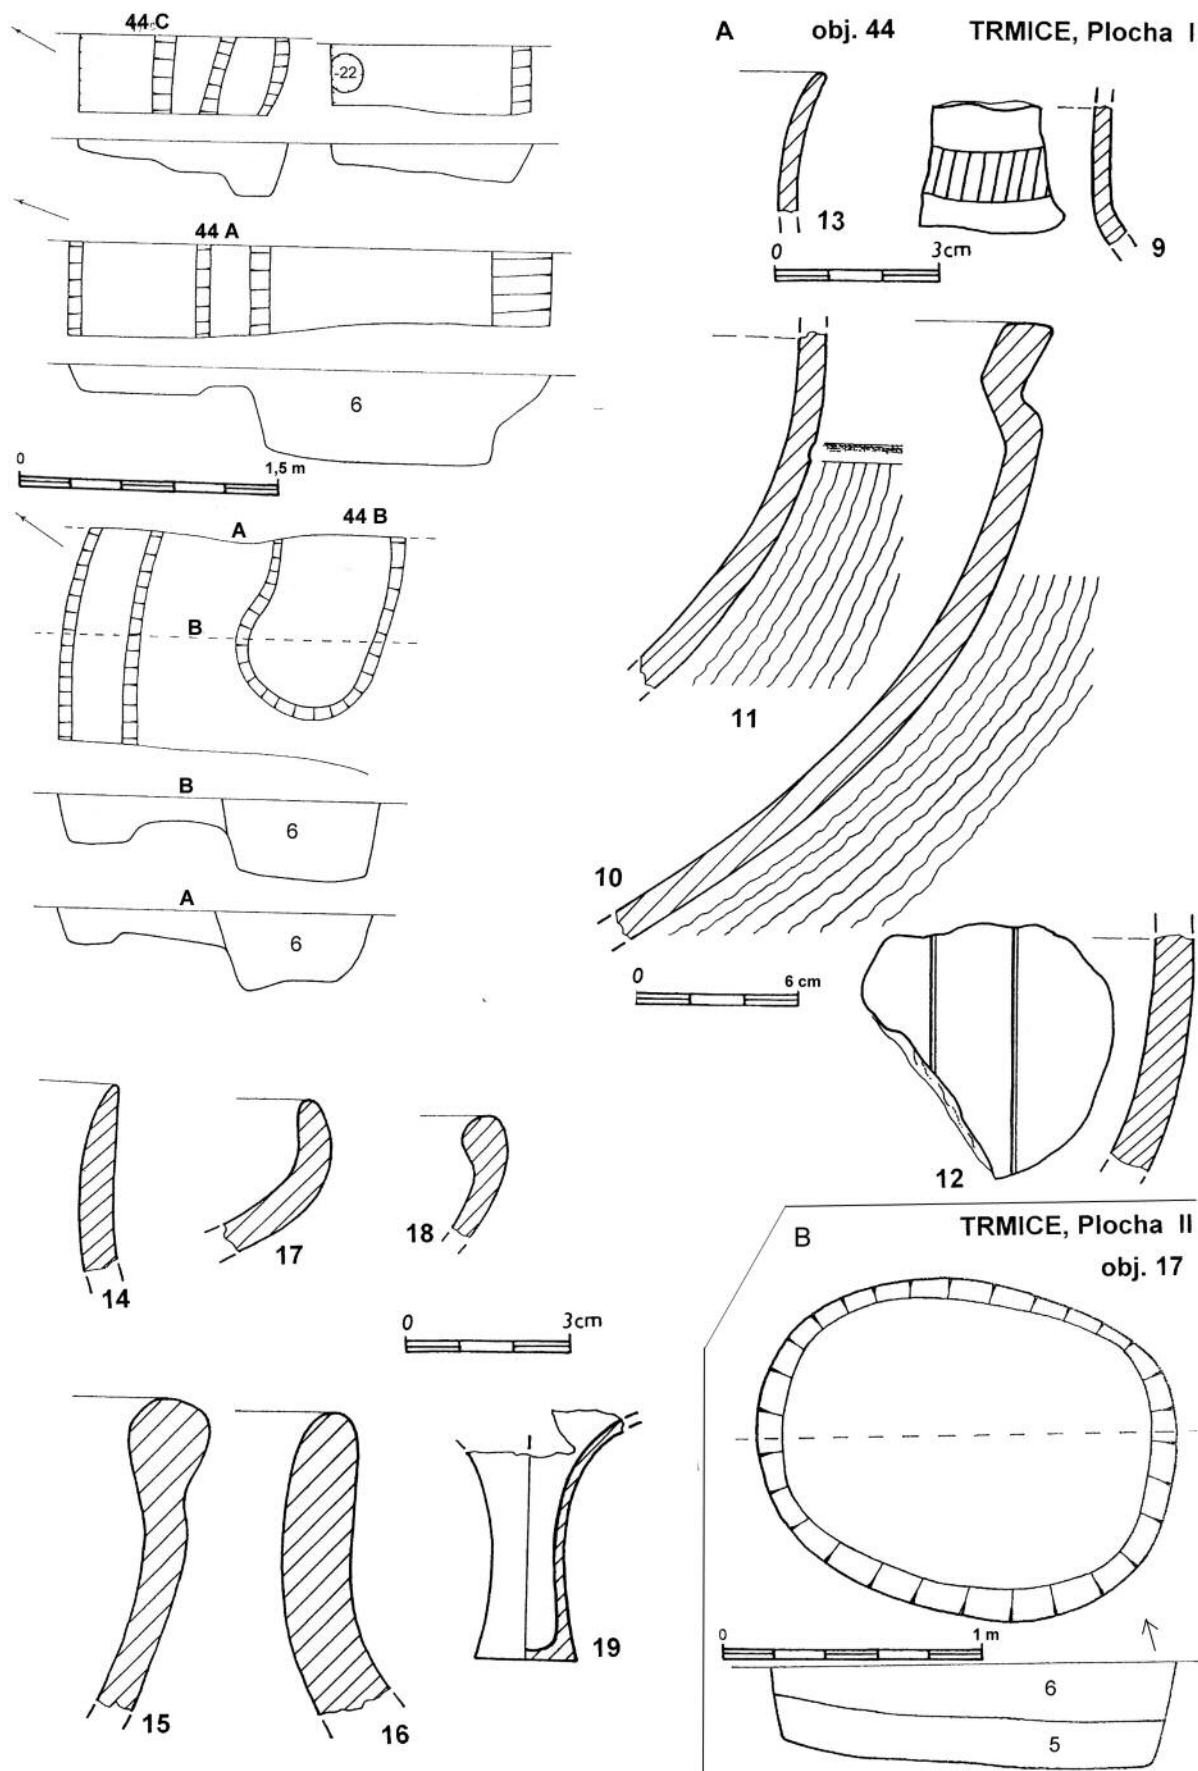 A obj. 44 TRMICE, Plocha I
44 C
-22
44 A
6
0 1,5 m
A 44 B
B
B
6
A
6
13
9
0 3cm
11
10
0 6 cm
12
14
17
18
0 3cm
15
16
19
B TRMICE, Plocha II
obj. 17
0 1 m
6
5